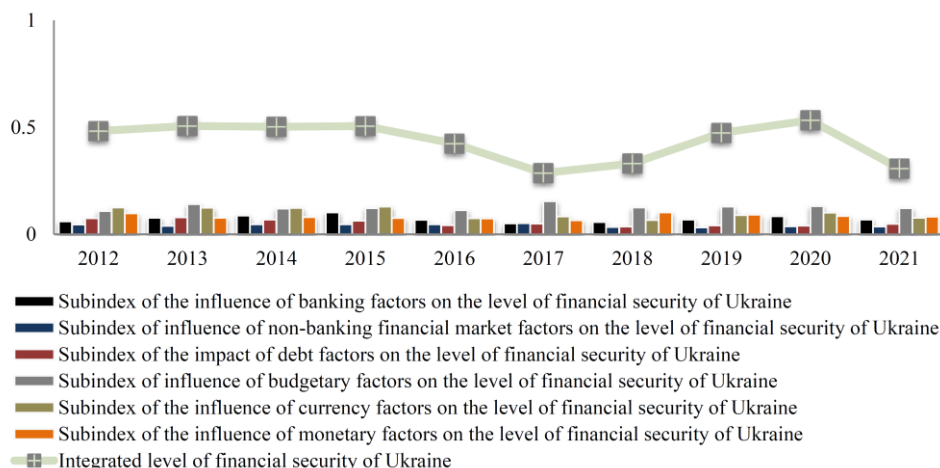 1
0.5
0
2012 2013 2014 2015 2016 2017 2018 2019 2020 2021
Subindex of the influence of banking factors on the level of financial security of Ukraine
Subindex of influence of non-banking financial market factors on the level of financial security of Ukraine
Subindex of the impact of debt factors on the level of financial security of Ukraine
Subindex of influence of budgetary factors on the level of financial security of Ukraine
Subindex of the influence of currency factors on the level of financial security of Ukraine
Subindex of the influence of monetary factors on the level of financial security of Ukraine
Integrated level of financial security of Ukraine